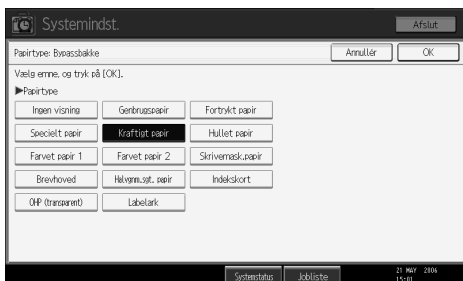 Systemindst.
Afslut
Papirtype: Bypassbakke
Annullér
OK
Vælg emne, og tryk på [OK].
▶Papirtype
Ingen visning
Genbrugspapir
Fortrykt papir
Specielt papir
Kraftigt papir
Hullet papir
Farvet papir 1
Farvet papir 2
Skrivemask.papir
Brevhoved
Halvgnm.sgt. papir
Indekskort
OHP (transparent)
Labelark
Systemstatus
Jobliste
21 MAY 2006
15:01